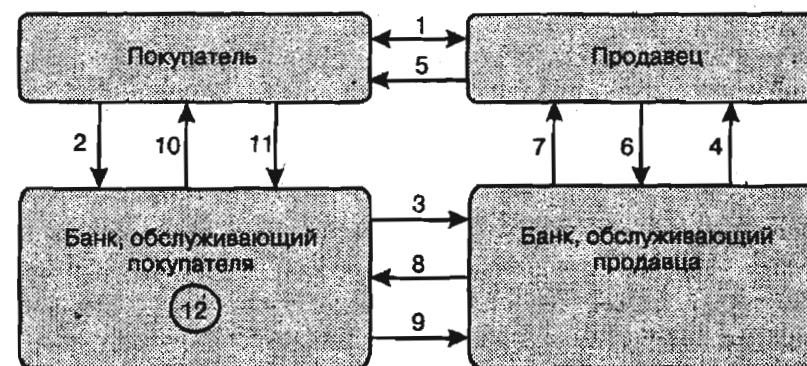 Покупатель
1
5
Продавец
2
10
11
7
6
4
Банк, обслуживающий
покупателя
12
3
8
9
Банк, обслуживающий
продавца